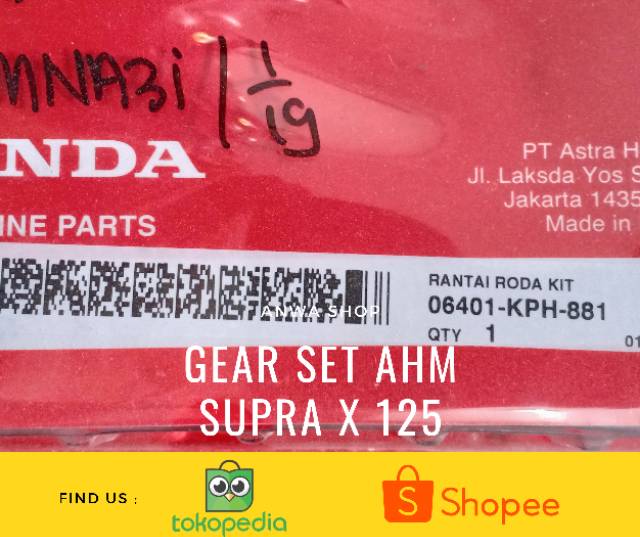 1/19
NDA
PT Astra H
Jl. Laksda Yos S
Jakarta 1435
Made in
INE PARTS
RANTAI RODA KIT
06401-KPH-881
QTY 1
01
ANWA SHOP
GEAR SET AHM
SUPRA X 125
FIND US :
tokopedia
S Shopee